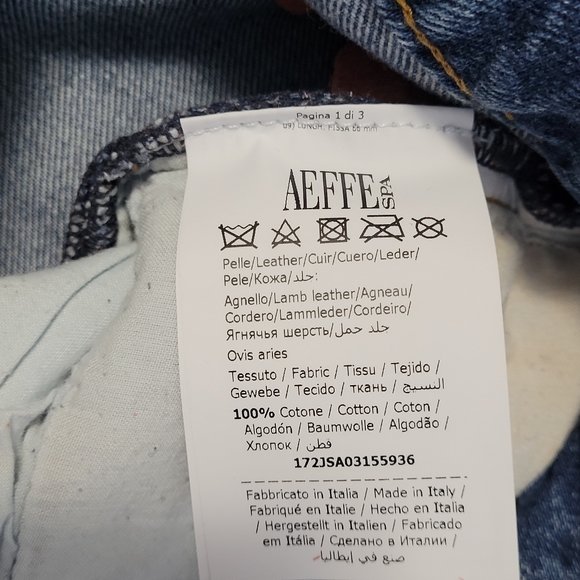 Pagina 1 di 3
AEFFE SPA
Pelle/Leather/Cuir/Cuero/Leder/
Pele/Кожа/جلد:
Agnello/Lamb leather/Agneau/
Cordero/Lammleder/Cordeiro/
Ягнячья шерсть/جلد حمل
Ovis aries
Tessuto / Fabric / Tissu / Tejido /
Gewebe / Tecido / ткань / النسيج
100% Cotone / Cotton / Coton /
Algodón / Baumwolle / Algodão /
Хлопок / قطن
172JSA03155936
Fabbricato in Italia / Made in Italy /
Fabriqué en Italie / Hecho en Italia
/ Hergestellt in Italien / Fabricado
em Itália / Сделано в Италии /
صنع في إيطاليا